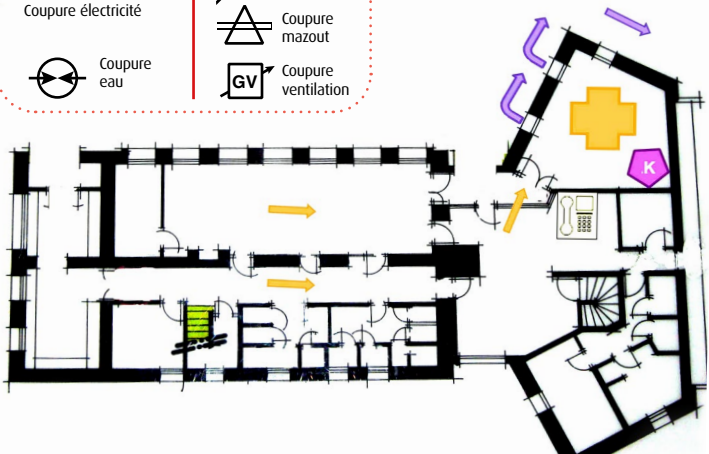 Coupure électricité
Coupure
mazout
Coupure
eau
GV
Coupure
ventilation
K